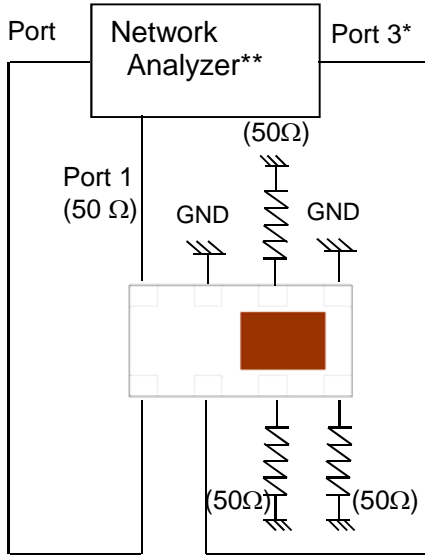 Port
Network
Analyzer**
Port 3*
(50Ω)
Port 1
(50 Ω)
GND
GND
(50Ω)
(50Ω)